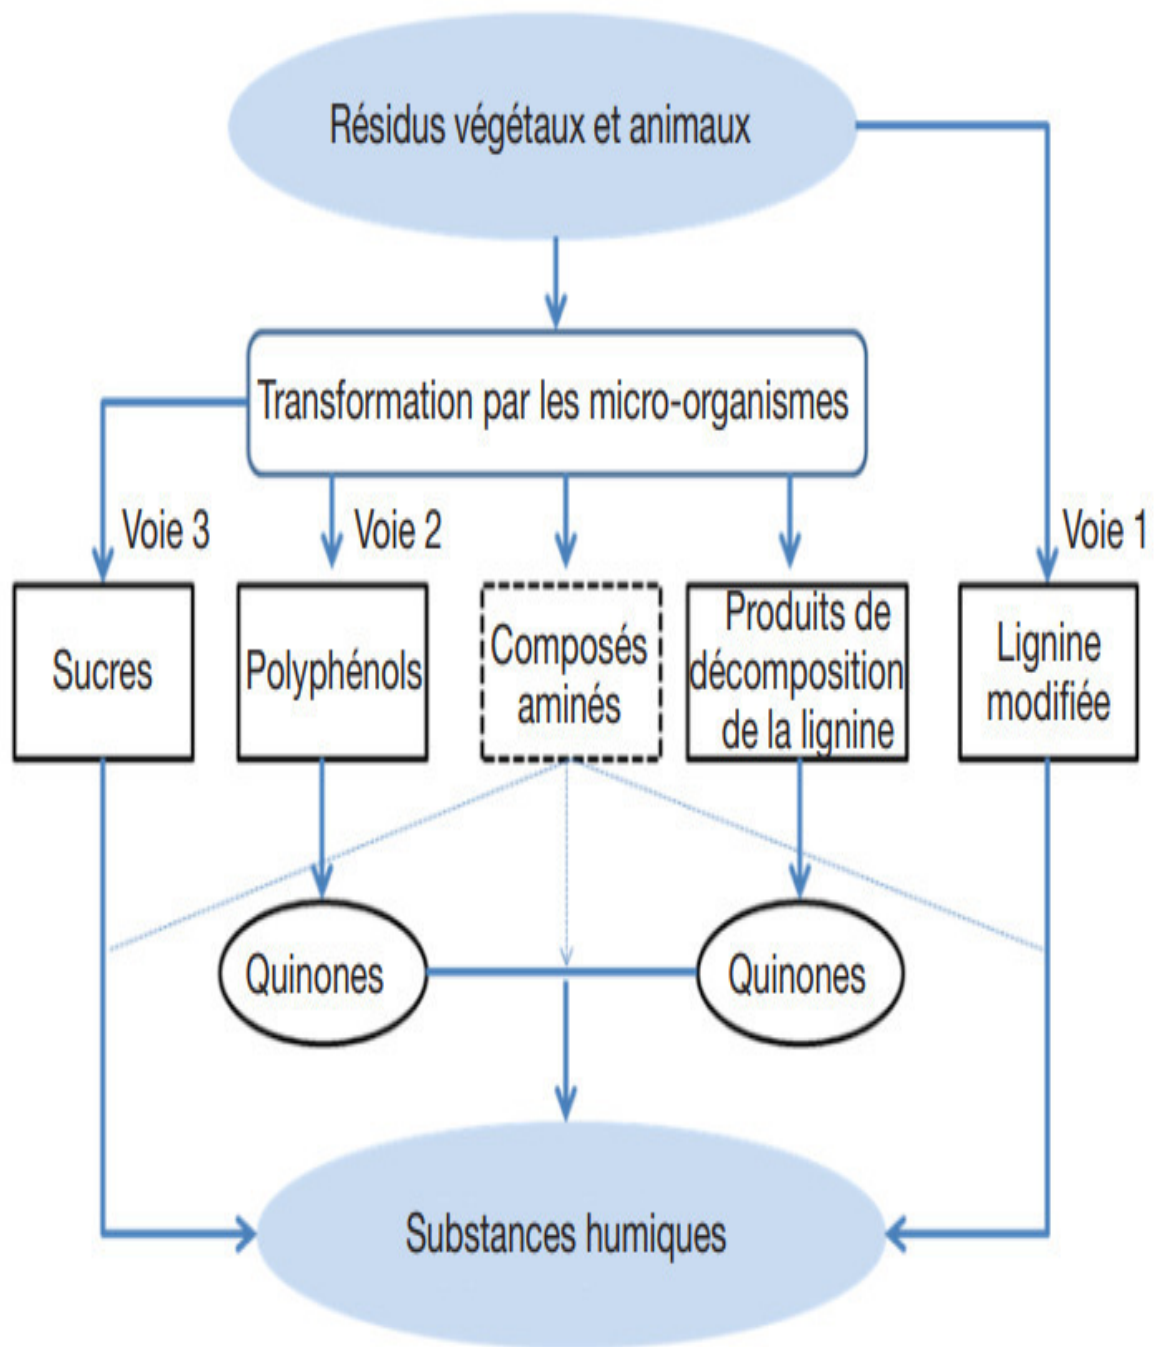 Résidus végétaux et animaux
Transformation par les micro-organismes
Voie 3
Voie 2
Voie 1
Sucres
Polyphénols
Composés
aminés
Produits de
décomposition
de la lignine
Lignine
modifiée
Quinones
Quinones
Substances humiques